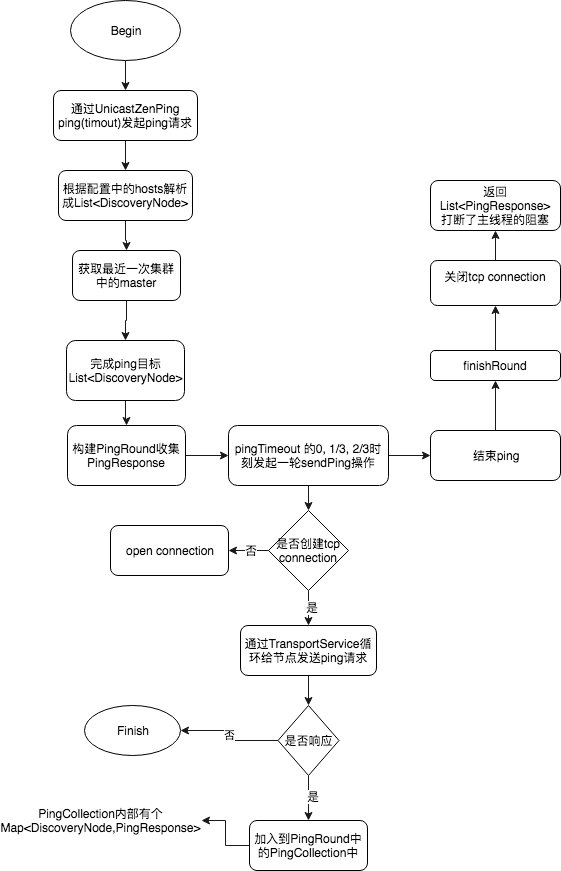 Begin
通过UnicastZenPing
ping(timout)发起ping请求
根据配置中的hosts解析
成List<DiscoveryNode>
获取最近一次集群
中的master
完成ping目标
List<DiscoveryNode>
构建PingRound收集
PingResponse
pingTimeout 的0, 1/3, 2/3时
刻发起一轮sendPing操作
结束ping
finishRound
关闭tcp connection
返回
List<PingResponse>
打断了主线程的阻塞
是否创建tcp
connection
否
open connection
是
通过TransportService循
环给节点发送ping请求
是否响应
否
Finish
是
加入到PingRound中
的PingCollection中
PingCollection内部有个
Map<DiscoveryNode,PingResponse>